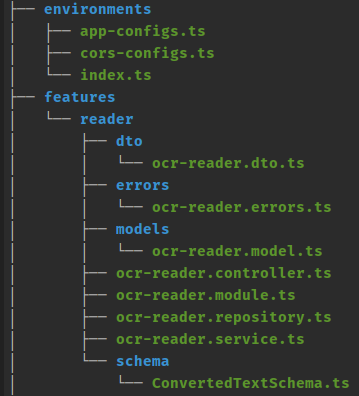 ├── environments
│   ├── app-configs.ts
│   ├── cors-configs.ts
│   └── index.ts
├── features
│   └── reader
│       ├── dto
│       │   └── ocr-reader.dto.ts
│       ├── errors
│       │   └── ocr-reader.errors.ts
│       ├── models
│       │   └── ocr-reader.model.ts
│       ├── ocr-reader.controller.ts
│       ├── ocr-reader.module.ts
│       ├── ocr-reader.repository.ts
│       ├── ocr-reader.service.ts
│       └── schema
│           └── ConvertedTextSchema.ts